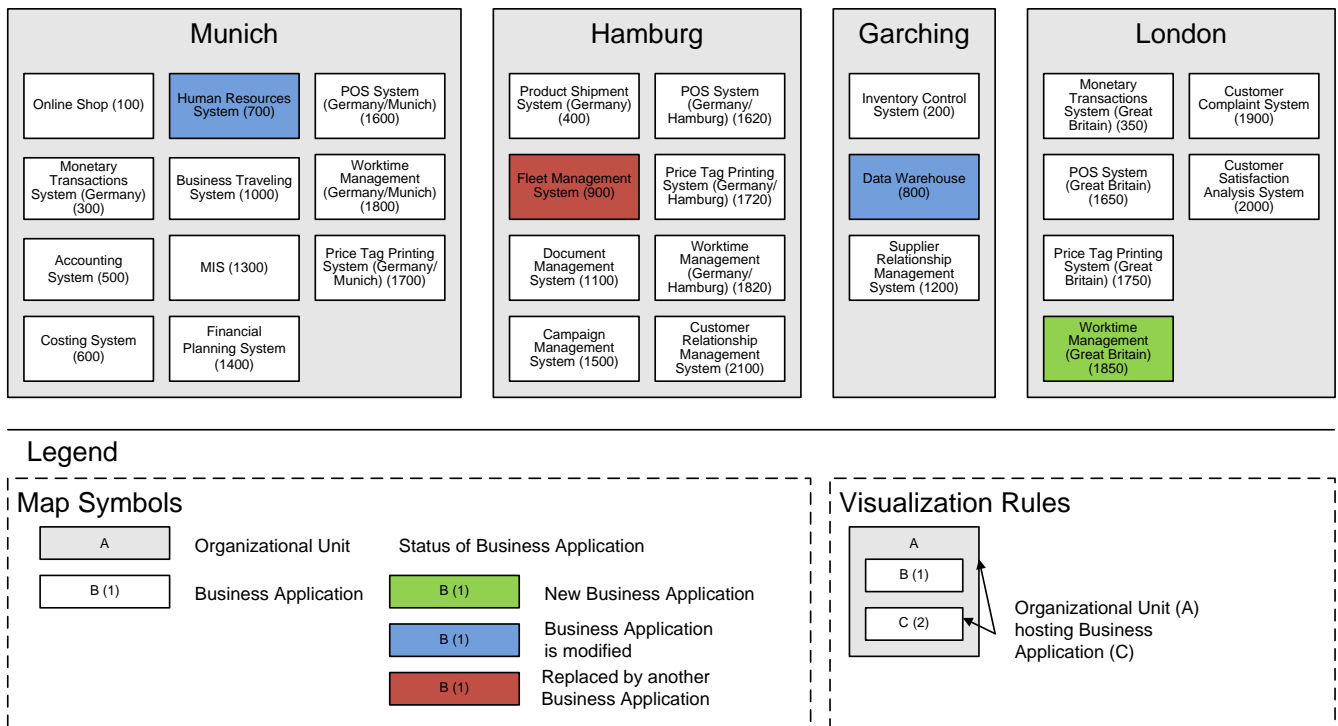 Munich
Online Shop (100)
Human Resources
System (700)
POS System
(Germany/Munich)
(1600)
Monetary
Transactions
System (Germany)
(300)
Business Traveling
System (1000)
Worktime
Management
(Germany/Munich)
(1800)
Accounting
System (500)
MIS (1300)
Price Tag Printing
System (Germany/
Munich) (1700)
Costing System
(600)
Financial
Planning System
(1400)
Hamburg
Product Shipment
System (Germany)
(400)
POS System
(Germany/
Hamburg) (1620)
Fleet Management
System (900)
Price Tag Printing
System (Germany/
Hamburg) (1720)
Document
Management
System (1100)
Worktime
Management
(Germany/
Hamburg) (1820)
Campaign
Management
System (1500)
Customer
Relationship
Management
System (2100)
Garching
Inventory Control
System (200)
Data Warehouse
(800)
Supplier
Relationship
Management
System (1200)
London
Monetary
Transactions
System (Great
Britain) (350)
Customer
Complaint System
(1900)
POS System
(Great Britain)
(1650)
Customer
Satisfaction
Analysis System
(2000)
Price Tag Printing
System (Great
Britain) (1750)
Worktime
Management
(Great Britain)
(1850)
Legend
Map Symbols
A
Organizational Unit
B (1)
Business Application
Status of Business Application
B (1)
New Business Application
B (1)
Business Application
is modified
B (1)
Replaced by another
Business Application
Visualization Rules
A
B (1)
C (2)
Organizational Unit (A)
hosting Business
Application (C)